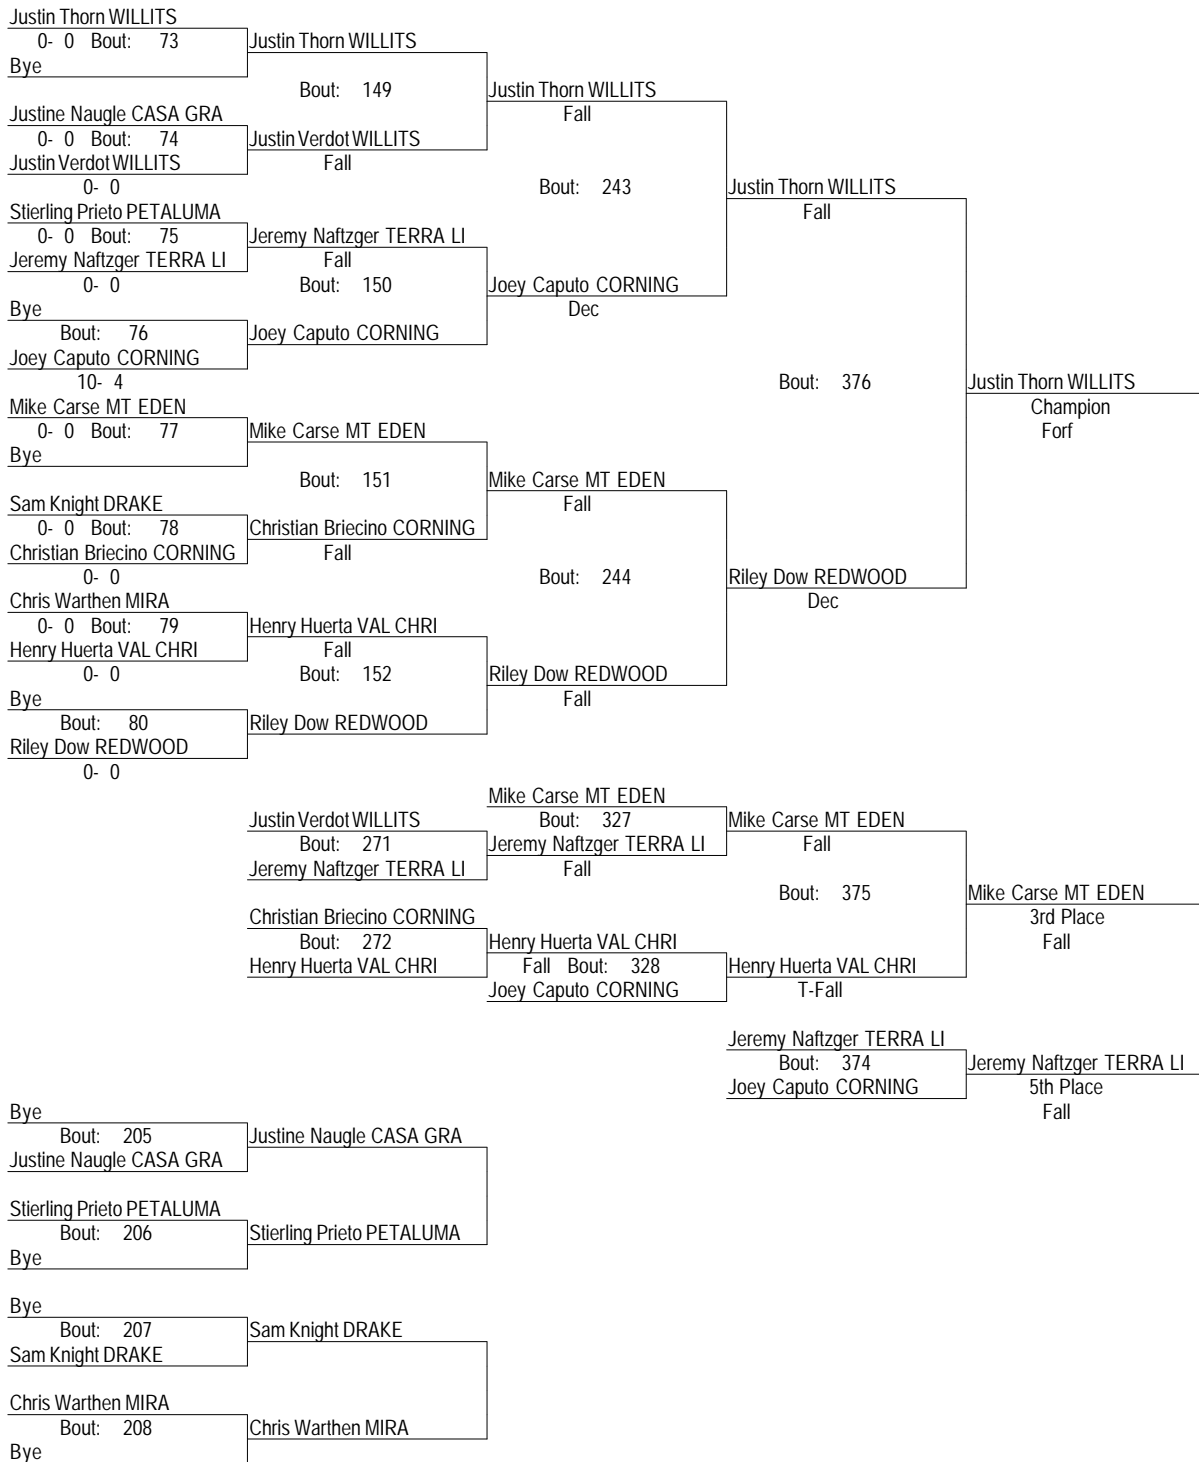 Justin Thorn WILLITS
0- 0 Bout: 73
Bye
Justin Thorn WILLITS
Bout: 149
Justine Naugle CASA GRA
0- 0 Bout: 74
Justin Verdot WILLITS
0- 0
Justin Verdot WILLITS
Fall
Justin Thorn WILLITS
Fall
Bout: 243
Stierling Prieto PETALUMA
0- 0 Bout: 75
Jeremy Naftzger TERRA LI
0- 0
Jeremy Naftzger TERRA LI
Fall
Bout: 150
Bye
Bout: 76
Joey Caputo CORNING
10- 4
Joey Caputo CORNING
Joey Caputo CORNING
Dec
Justin Thorn WILLITS
Fall
Bout: 376
Mike Carse MT EDEN
0- 0 Bout: 77
Bye
Mike Carse MT EDEN
Bout: 151
Sam Knight DRAKE
0- 0 Bout: 78
Christian Briecino CORNING
0- 0
Christian Briecino CORNING
Fall
Mike Carse MT EDEN
Fall
Bout: 244
Chris Warthen MIRA
0- 0 Bout: 79
Henry Huerta VAL CHRI
0- 0
Henry Huerta VAL CHRI
Fall
Bout: 152
Bye
Bout: 80
Riley Dow REDWOOD
0- 0
Riley Dow REDWOOD
Riley Dow REDWOOD
Fall
Riley Dow REDWOOD
Dec
Justin Thorn WILLITS
Champion
Forf
Justin Verdot WILLITS
Bout: 271
Jeremy Naftzger TERRA LI
Mike Carse MT EDEN
Bout: 327
Jeremy Naftzger TERRA LI
Fall
Mike Carse MT EDEN
Fall
Bout: 375
Christian Briecino CORNING
Bout: 272
Henry Huerta VAL CHRI
Henry Huerta VAL CHRI
Fall Bout: 328
Joey Caputo CORNING
Henry Huerta VAL CHRI
T-Fall
Mike Carse MT EDEN
3rd Place
Fall
Jeremy Naftzger TERRA LI
Bout: 374
Joey Caputo CORNING
Jeremy Naftzger TERRA LI
5th Place
Fall
Bye
Bout: 205
Justine Naugle CASA GRA
Justine Naugle CASA GRA
Stierling Prieto PETALUMA
Bout: 206
Bye
Stierling Prieto PETALUMA
Bye
Bout: 207
Sam Knight DRAKE
Sam Knight DRAKE
Chris Warthen MIRA
Bout: 208
Bye
Chris Warthen MIRA